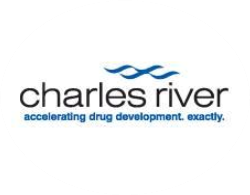 charles river
accelerating drug development. exactly.